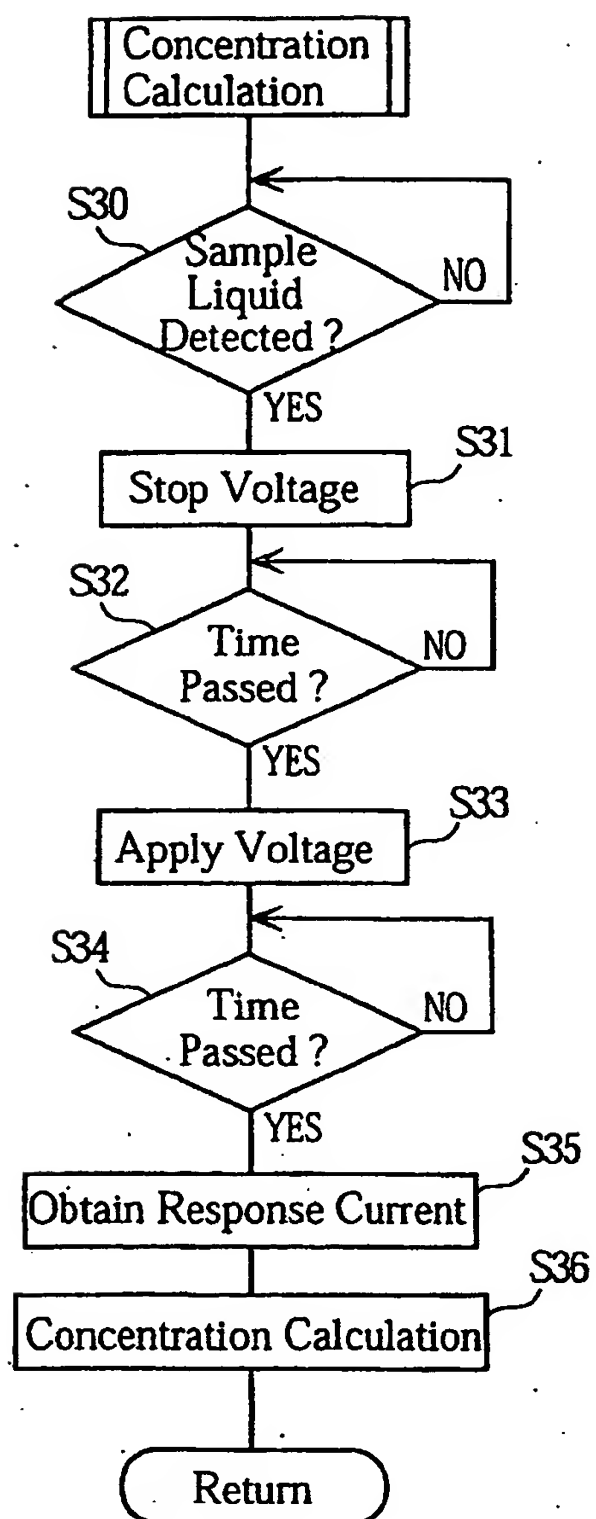 Concentration
Calculation
S30
Sample
Liquid
Detected ?
NO
YES
S31
Stop Voltage
S32
Time
Passed ?
NO
YES
S33
Apply Voltage
S34
Time
Passed ?
NO
YES
S35
Obtain Response Current
S36
Concentration Calculation
Return